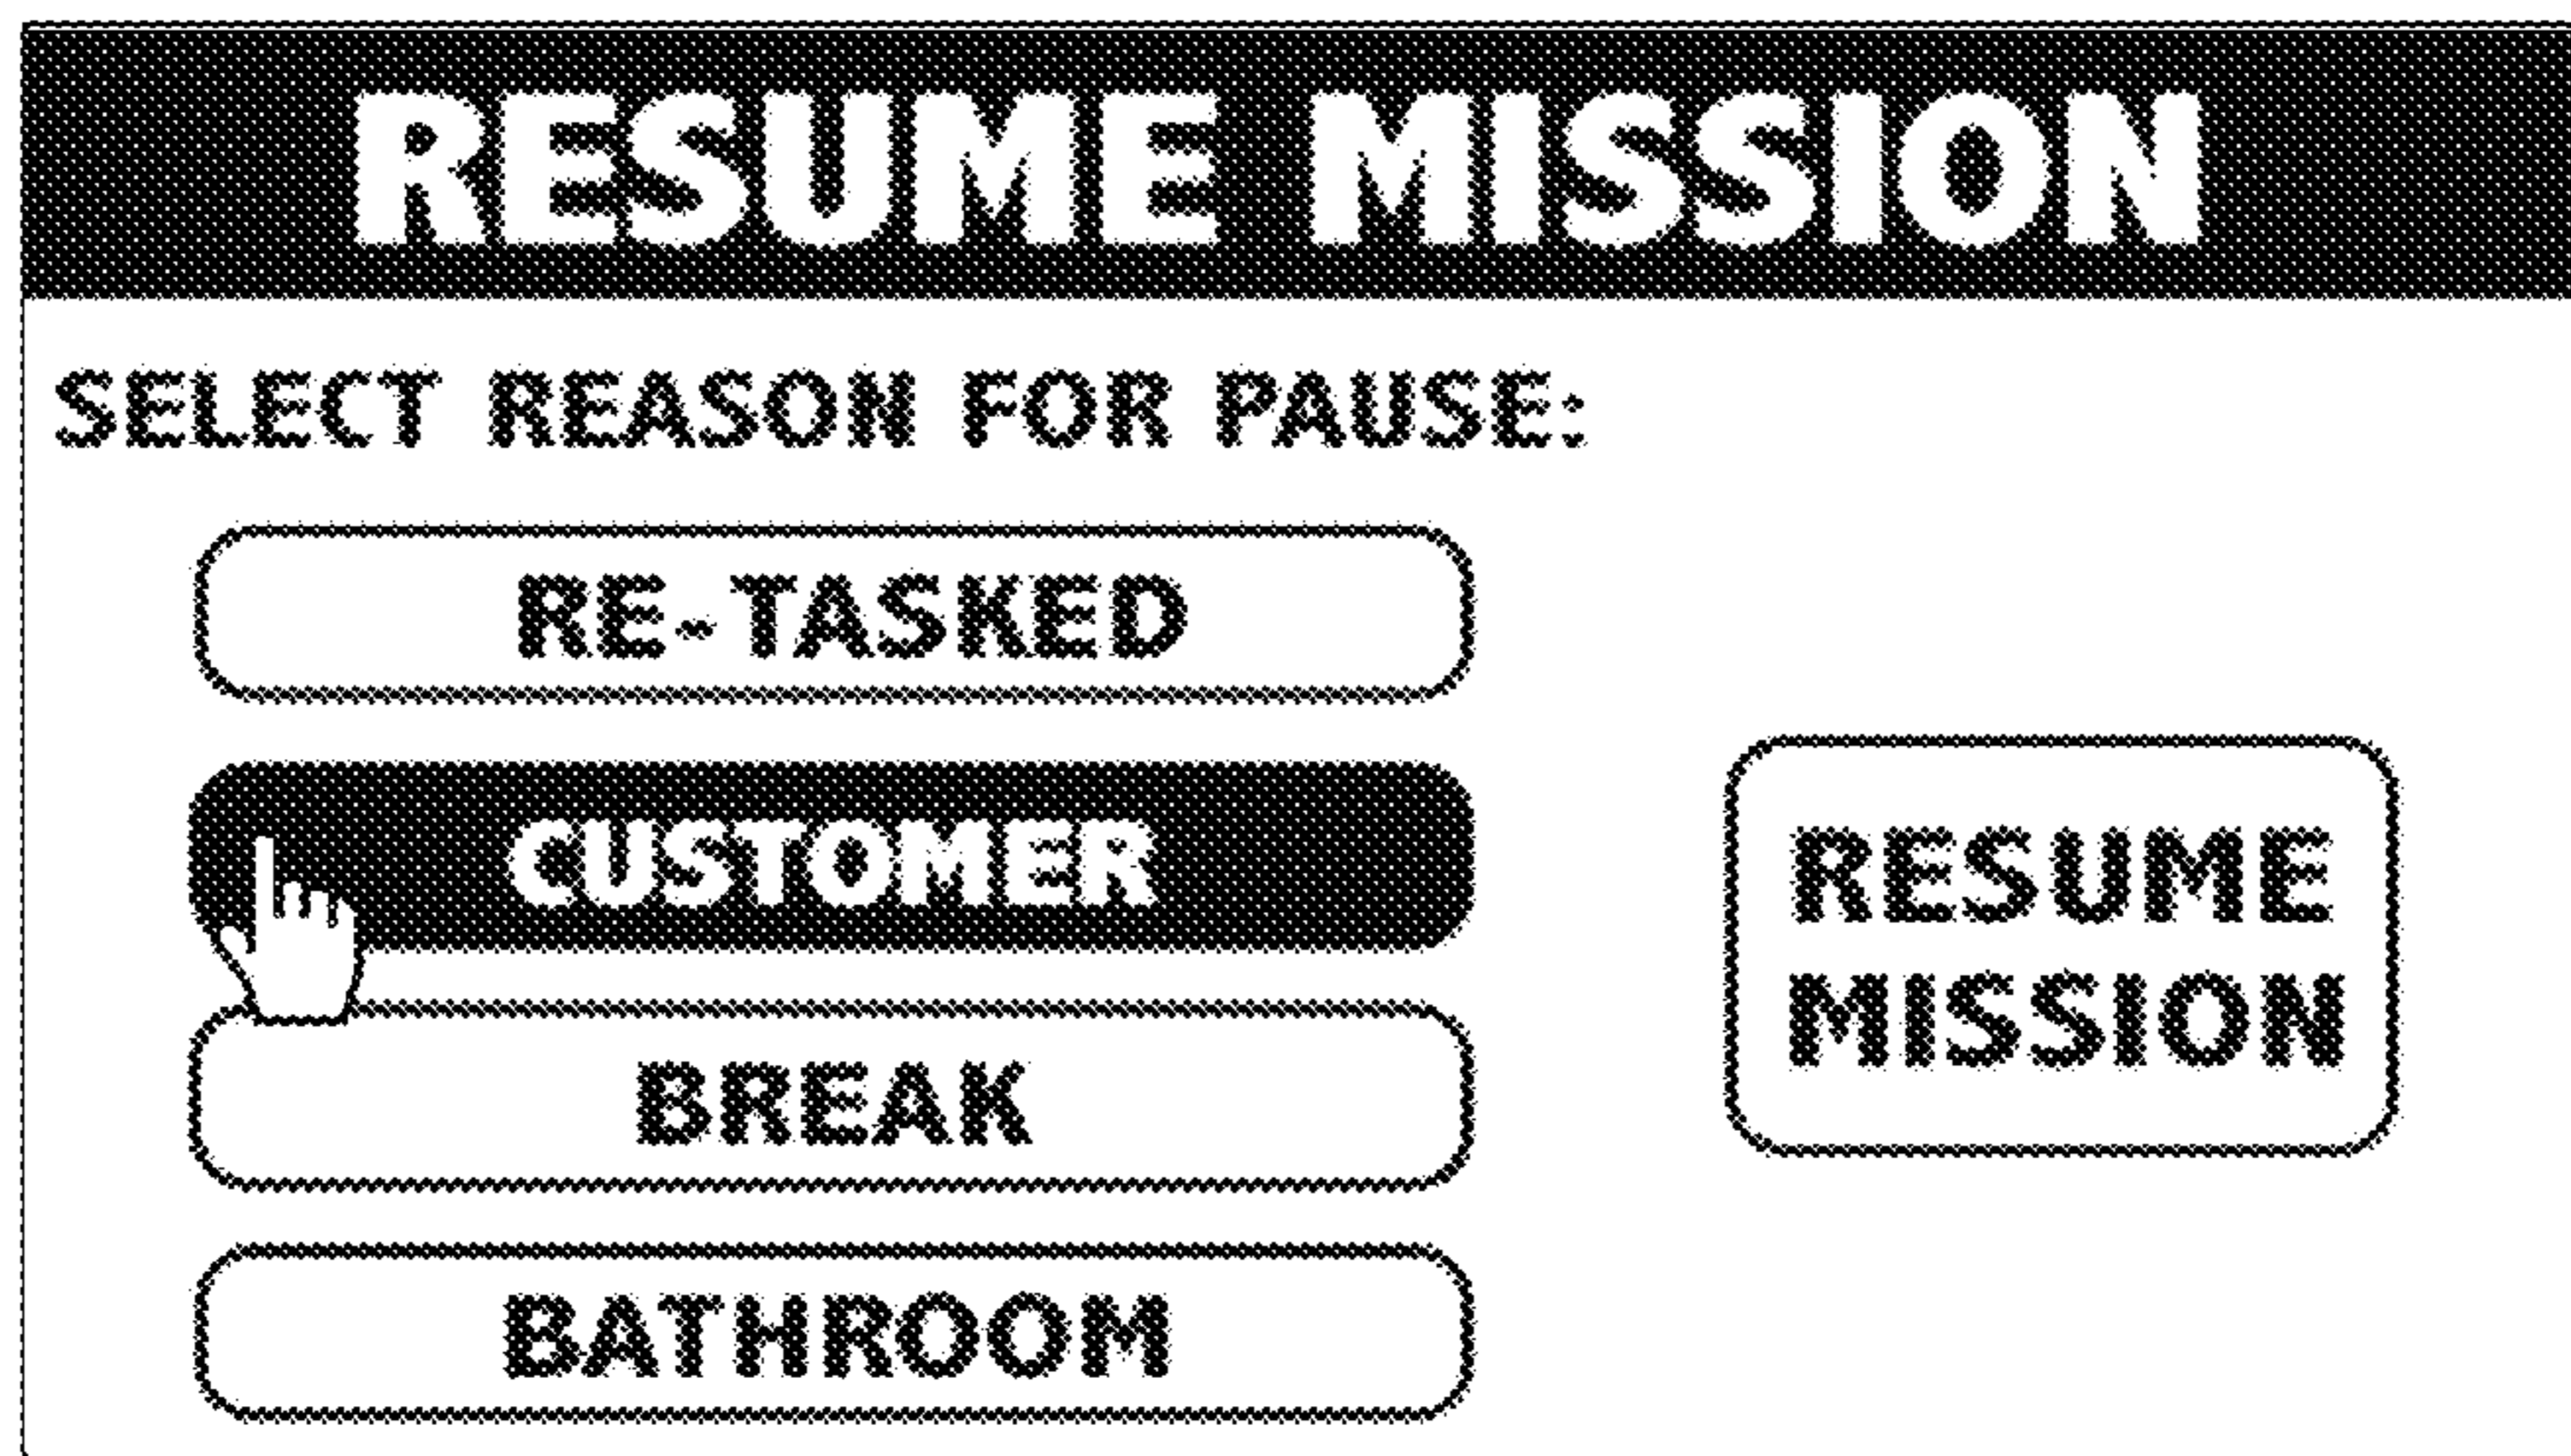 RESUME MISSION
SELECT REASON FOR PAUSE:
RE-TASKED
CUSTOMER
BREAK
BATHROOM
RESUME
MISSION